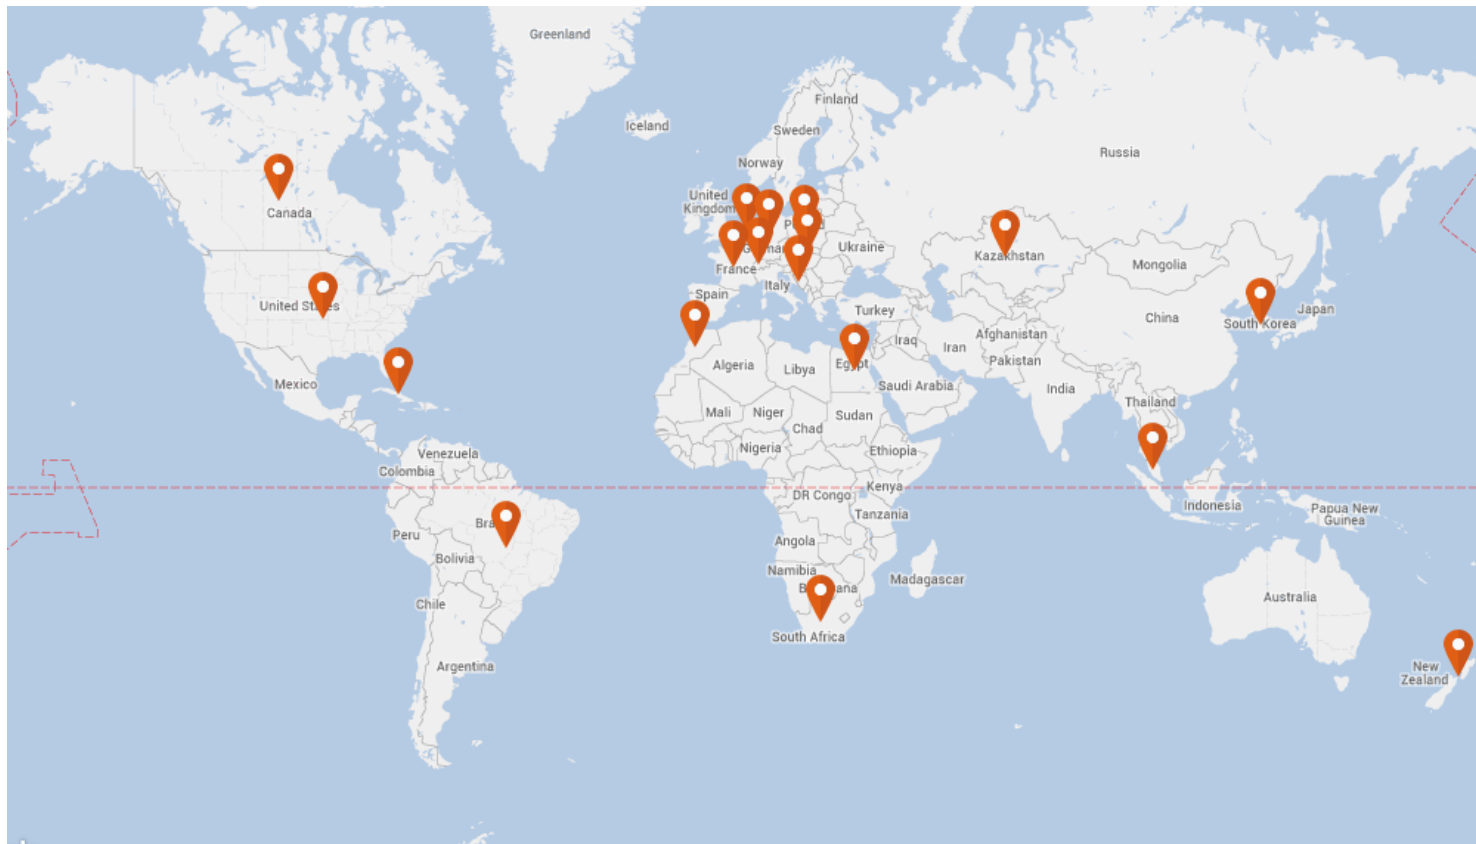 Greenland
Finland
Iceland
Sweden
Russia
Norway
United
Kingdom
Canada
Ukraine
Kazakhstan
Mongolia
France
Italy
Spain
United States
Turkey
Japan
China
South Korea
Afghanistan
Iraq
Iran
Pakistan
Egypt
Algeria
Libya
Mexico
Saudi Arabia
India
Thailand
Mali
Niger
Sudan
Chad
Nigeria
Ethiopia
Venezuela
Colombia
Kenya
DR Congo
Indonesia
Papua New
Guinea
Tanzania
Peru
Angola
Bolivia
Namibia
Madagascar
Australia
Chile
South Africa
Argentina
New
Zealand